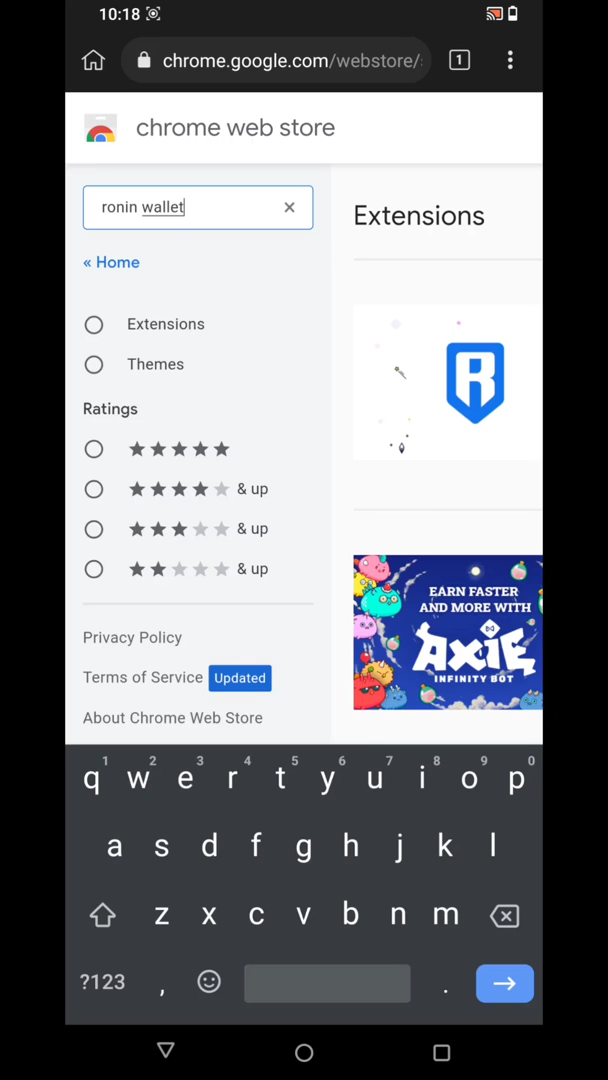 10:18
chrome.google.com/webstore/
1
chrome web store
ronin wallet
Extensions
« Home
Extensions
Themes
Ratings
& up
& up
& up
R
EARN FASTER
AND MORE WITH
AXIE
INFINITY BOT
Privacy Policy
Terms of Service Updated
About Chrome Web Store
1 2 3 4 5 6 7 8 9 0
q w e r t y u i o p
a s d f g h j k l
z x c v b n m
?123 , .